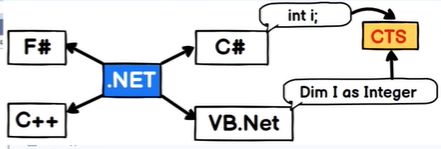 int i;
F#
C#
CTS
.NET
Dim I as Integer
C++
VB.Net